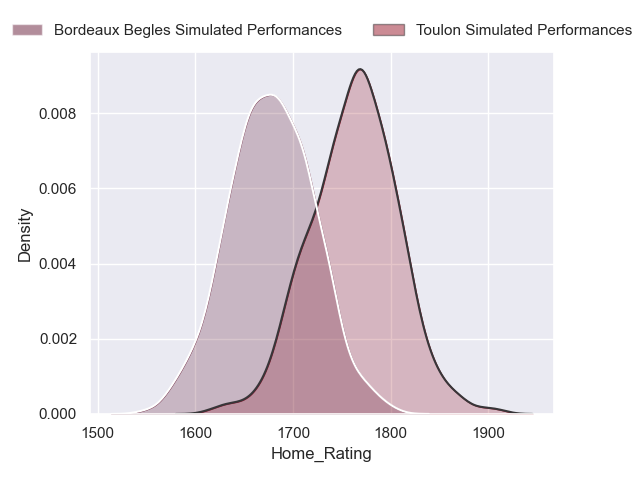 Bordeaux Begles Simulated Performances
Toulon Simulated Performances
0.008
0.006
0.004
0.002
0.000
Density
1500 1600 1700 1800 1900
Home_Rating